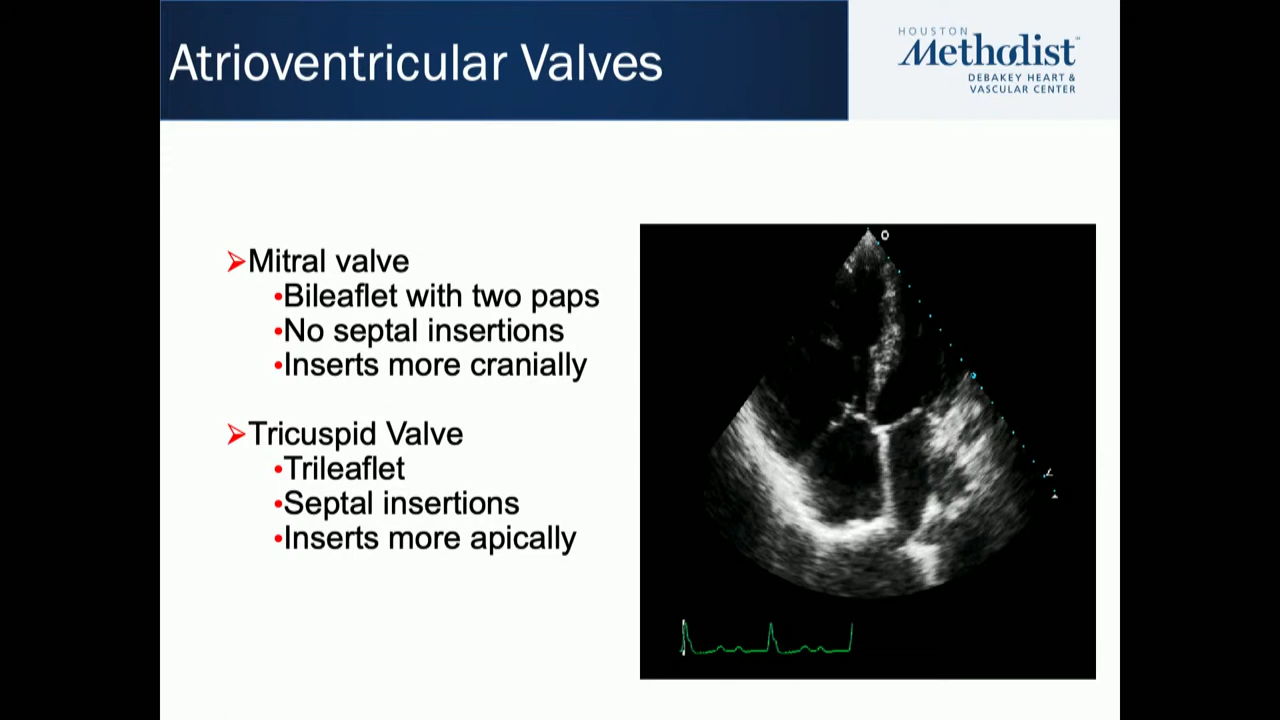 Atrioventricular Valves
HOUSTON
Methodist
DEBAKEY HEART &
VASCULAR CENTER
➢Mitral valve
•Bileaflet with two paps
•No septal insertions
•Inserts more cranially
➢Tricuspid Valve
•Trileaflet
•Septal insertions
•Inserts more apically